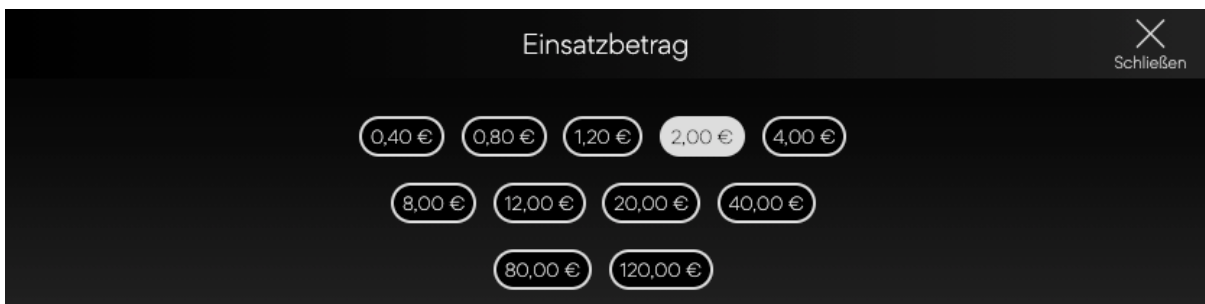 Einsatzbetrag
Schließen
0,40 € 0,80 € 1,20 € 2,00 € 4,00 €
8,00 € 12,00 € 20,00 € 40,00 €
80,00 € 120,00 €